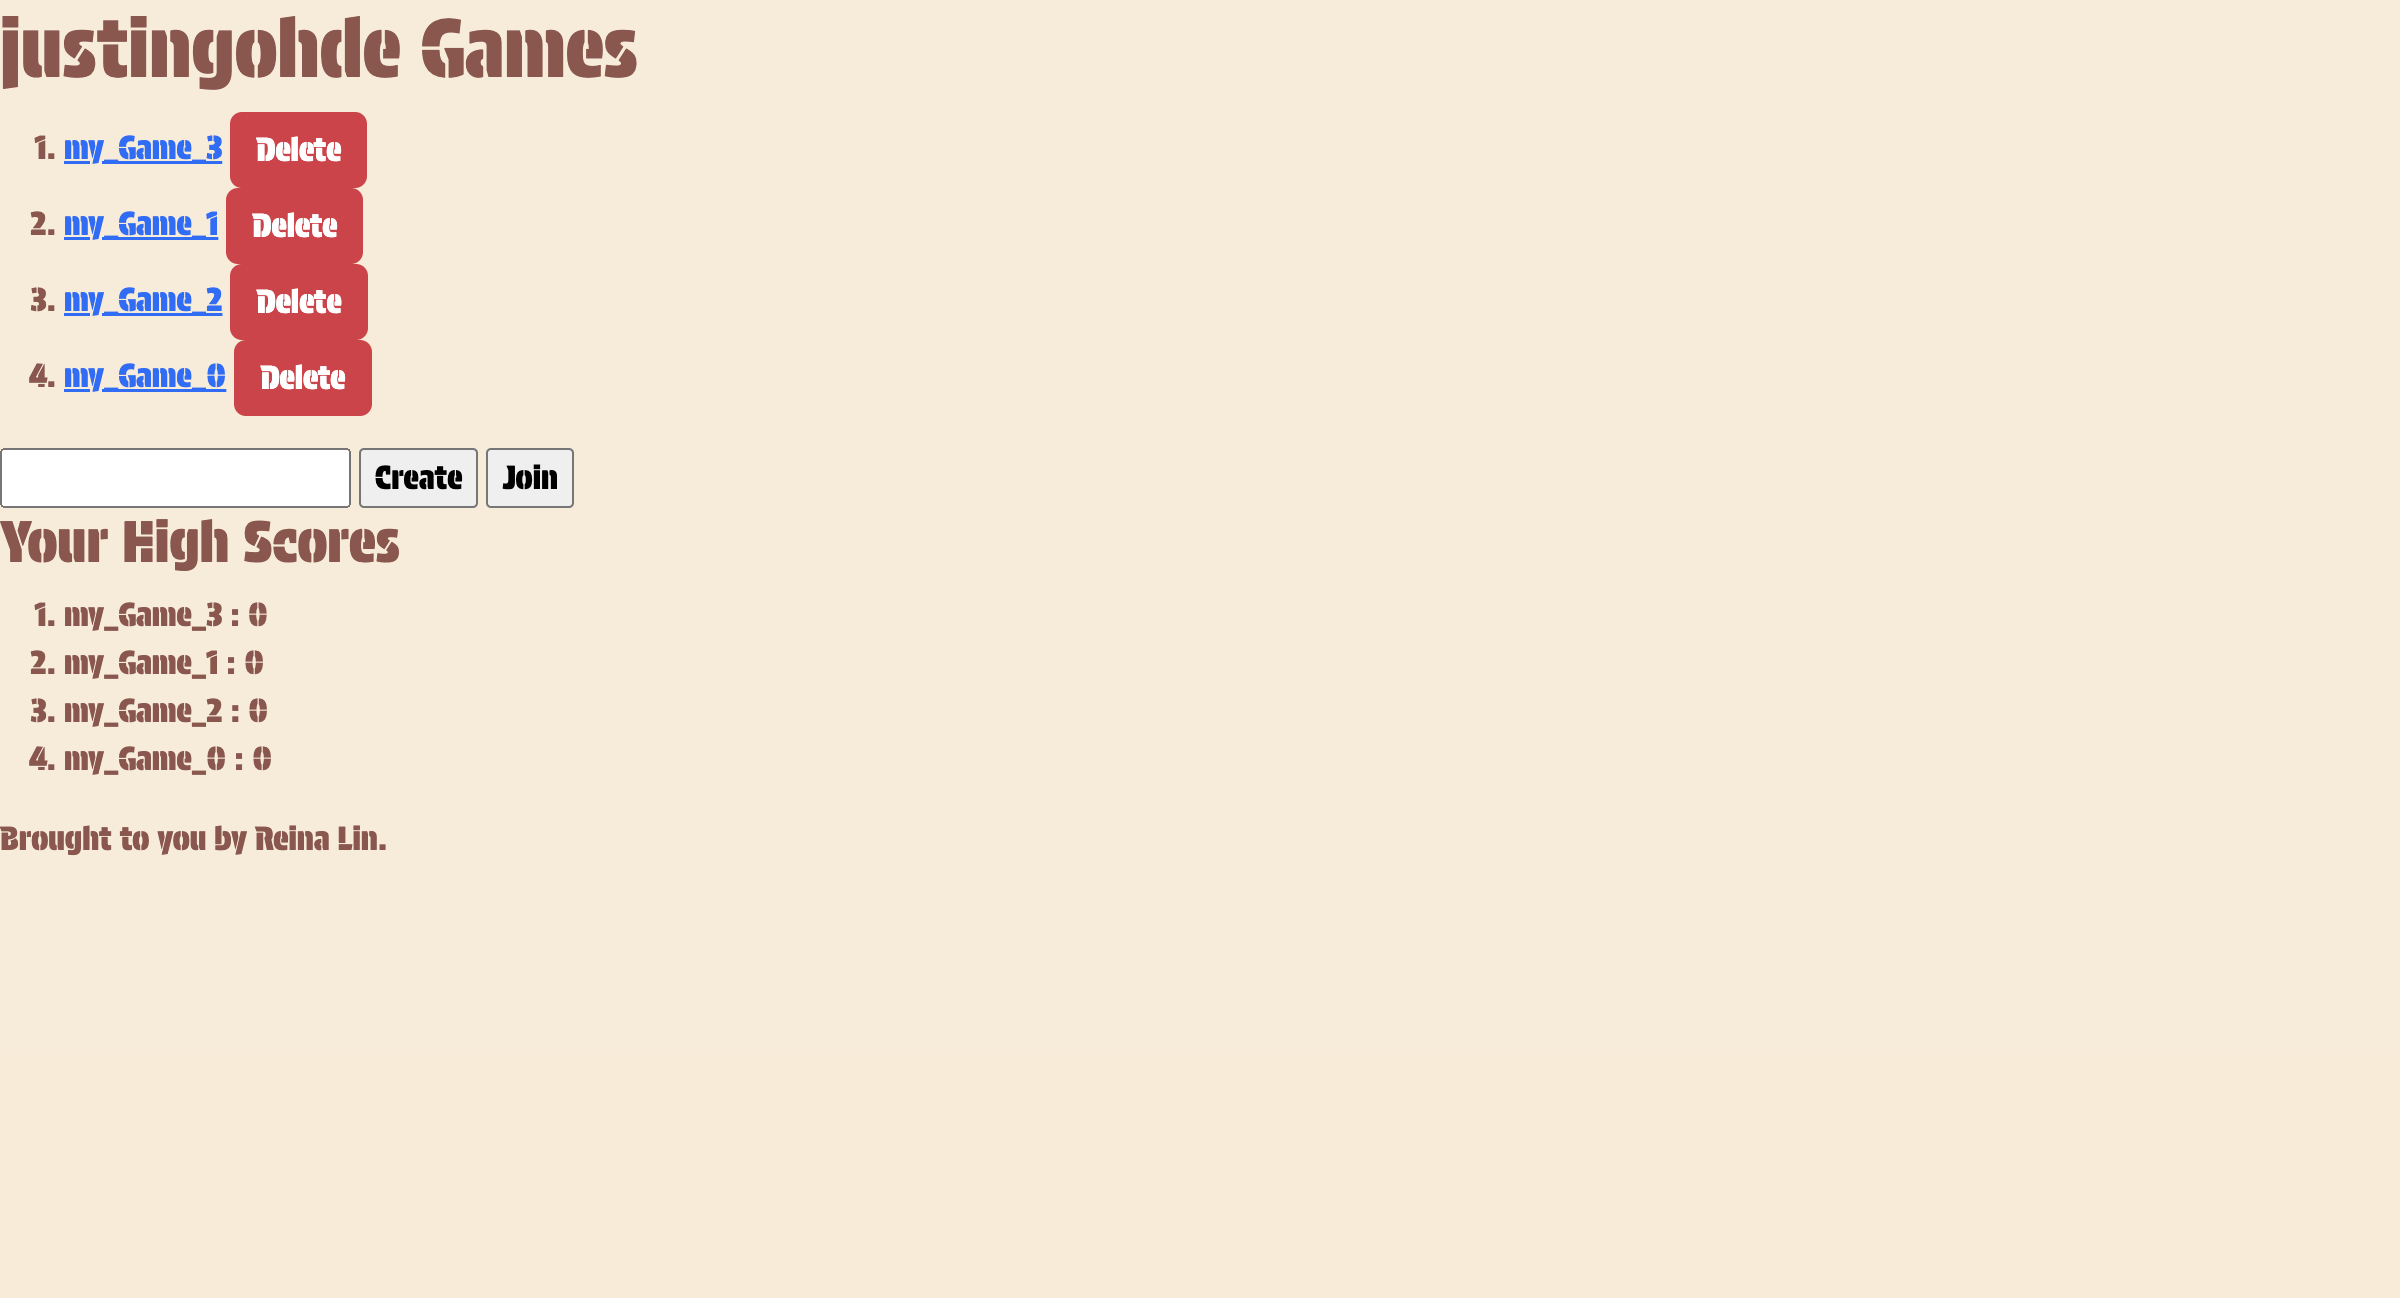 justingohde Games
1. my_Game_3 Delete
2. my_Game_1 Delete
3. my_Game_2 Delete
4. my_Game_0 Delete
Create Join
Your High Scores
1. my_Game_3 : 0
2. my_Game_1 : 0
3. my_Game_2 : 0
4. my_Game_0 : 0
Brought to you by Reina Lin.